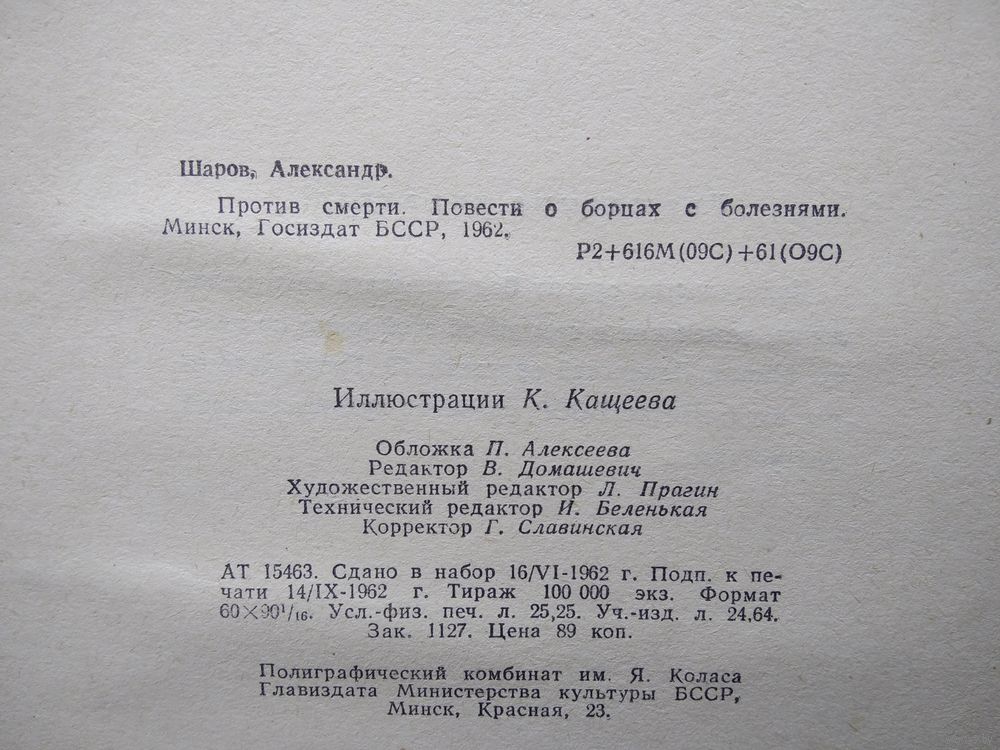 Шаров, Александр.
Против смерти. Повести о борцах с болезнями.
Минск, Госиздат БССР, 1962.
Р2+616М(09С)+61(О9С)
Иллюстрации К. Кащеева
Обложка П. Алексеева
Редактор В. Домашевич
Художественный редактор Л. Прагин
Технический редактор И. Беленькая
Корректор Г. Славинская
АТ 15463. Сдано в набор 16/VI-1962 г. Подп. к пе-
чати 14/IX-1962 г. Тираж 100 000 экз. Формат
60×90¹/₁₆. Усл.-физ. печ. л. 25,25. Уч.-изд. л. 24,64.
Зак. 1127. Цена 89 коп.
Полиграфический комбинат им. Я. Коласа
Главиздата Министерства культуры БССР,
Минск, Красная, 23.